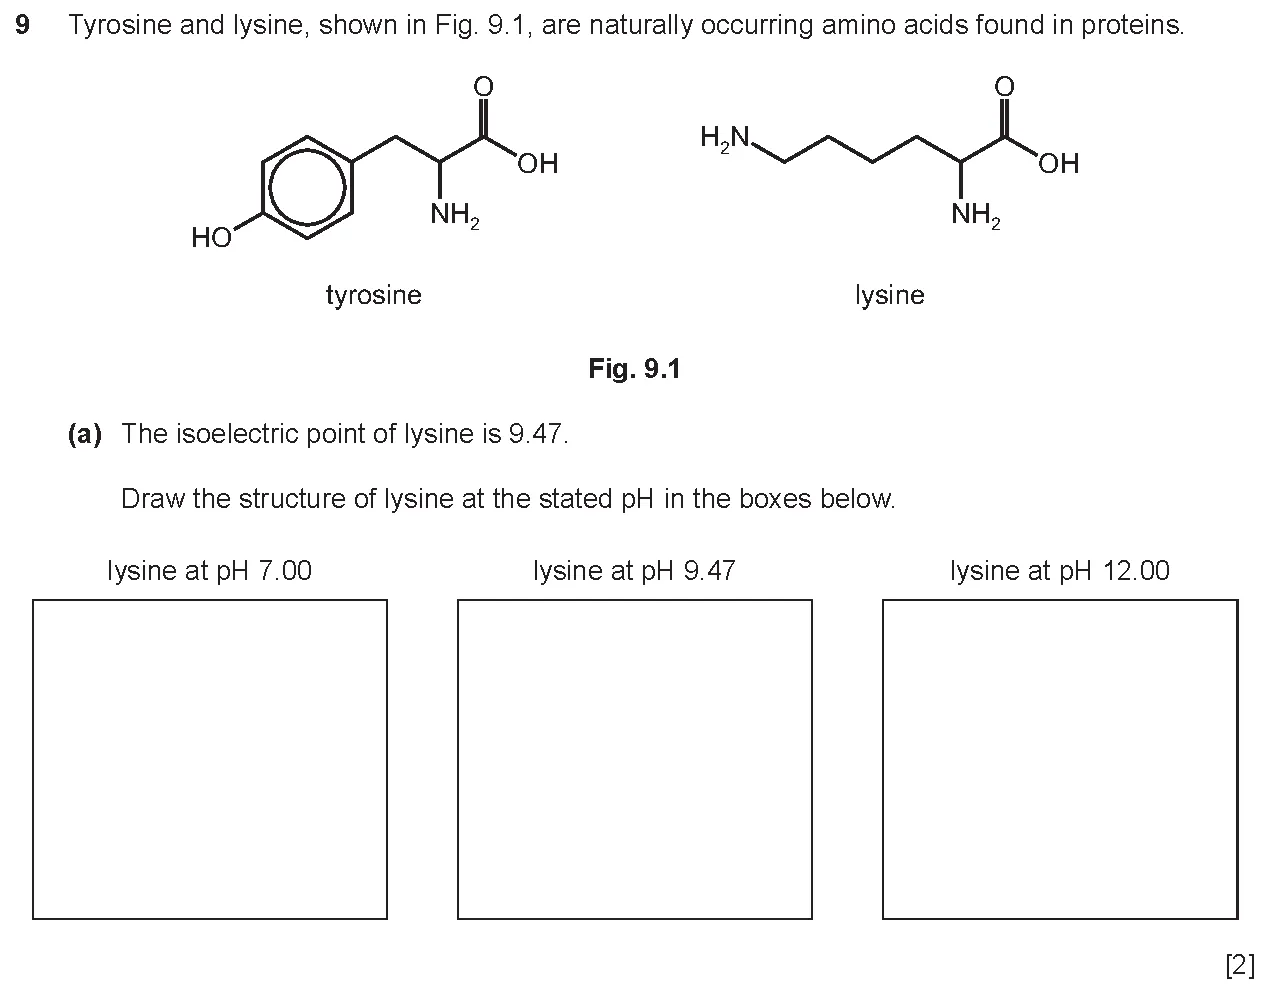 9 Tyrosine and lysine, shown in Fig. 9.1, are naturally occurring amino acids found in proteins.
O
OH
NH2
HO
tyrosine
H2N
O
OH
NH2
lysine
Fig. 9.1
(a) The isoelectric point of lysine is 9.47.
Draw the structure of lysine at the stated pH in the boxes below.
lysine at pH 7.00
lysine at pH 9.47
lysine at pH 12.00
[2]